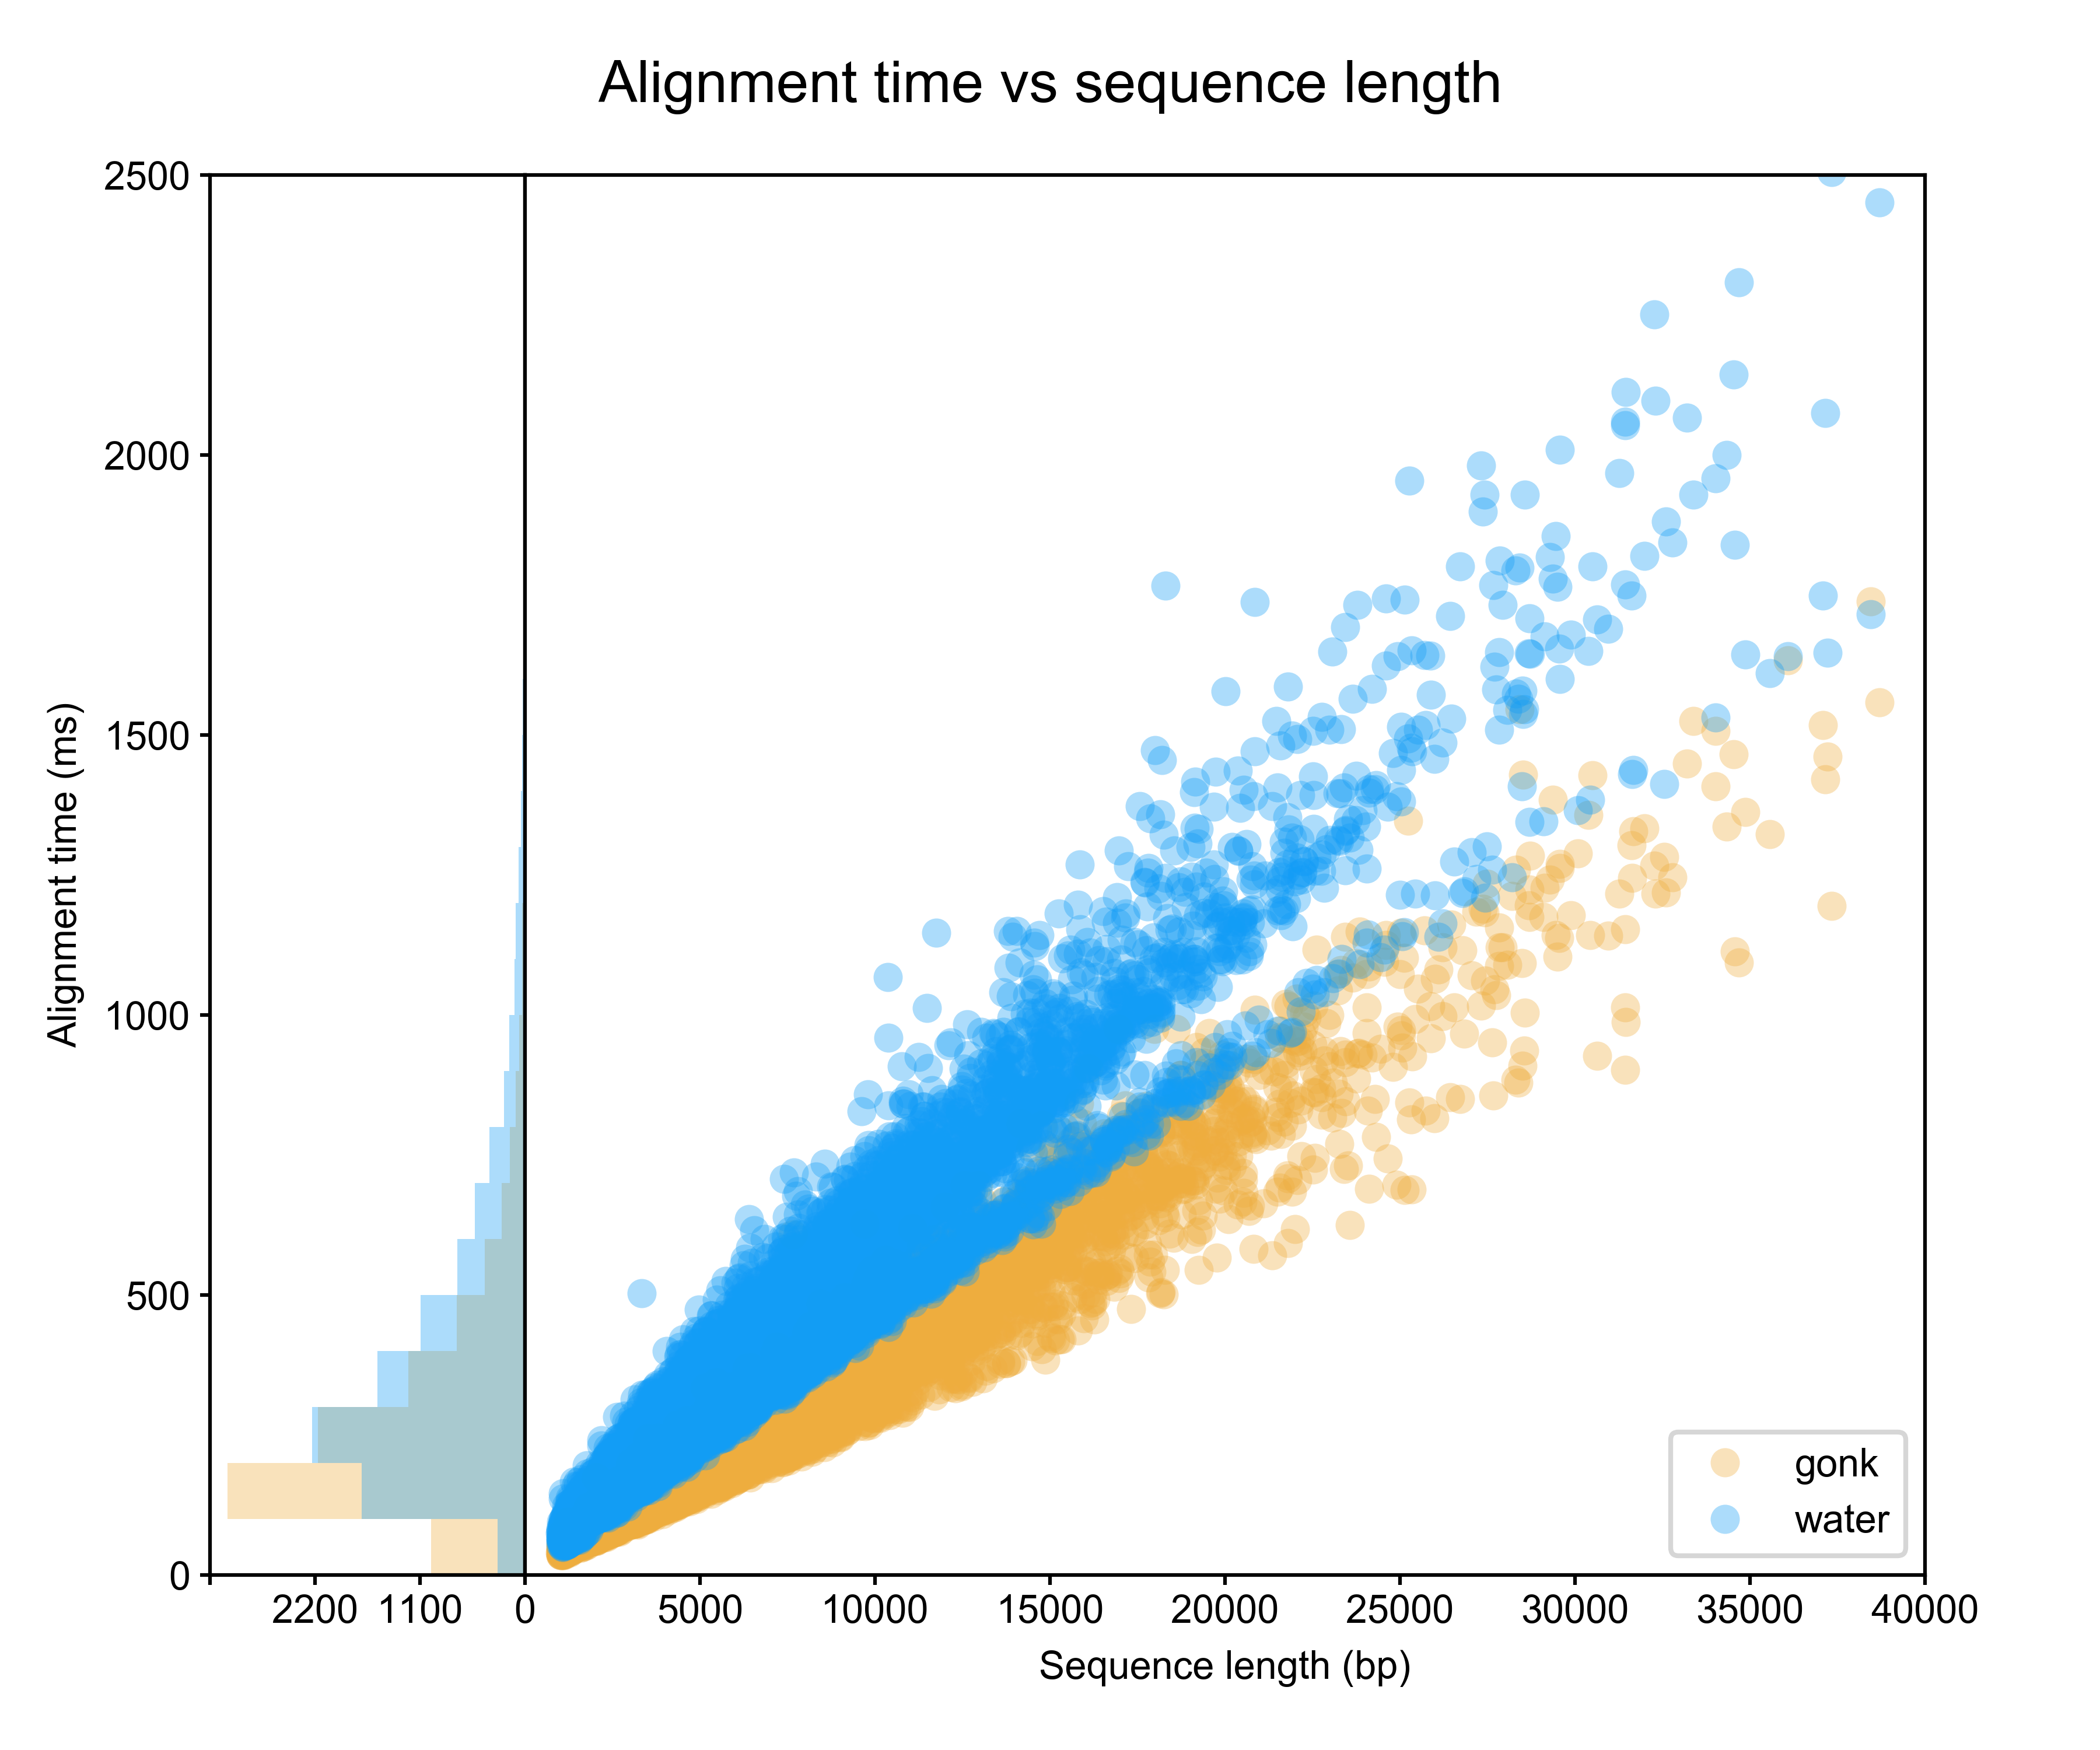 Alignment time vs sequence length
2500
2000
1500
1000
500
0
Alignment time (ms)
2200 1100 0 5000 10000 15000 20000 25000 30000 35000 40000
Sequence length (bp)
gonk
water